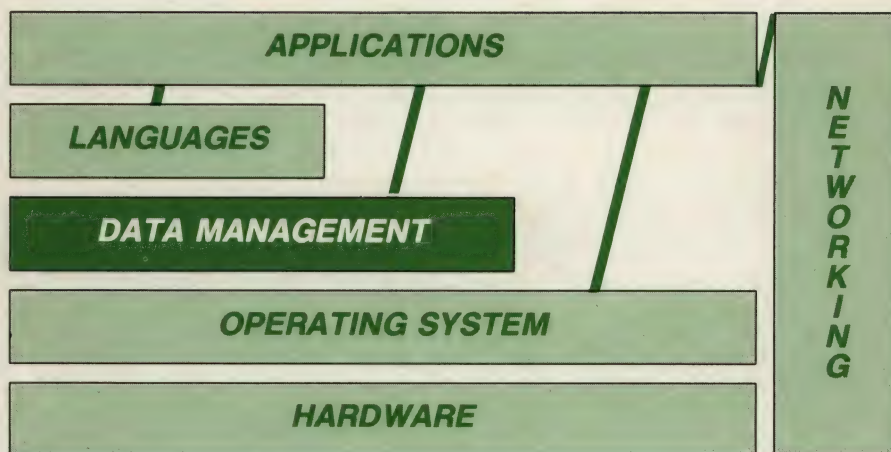 APPLICATIONS
LANGUAGES
DATA MANAGEMENT
OPERATING SYSTEM
HARDWARE
NETWORKING